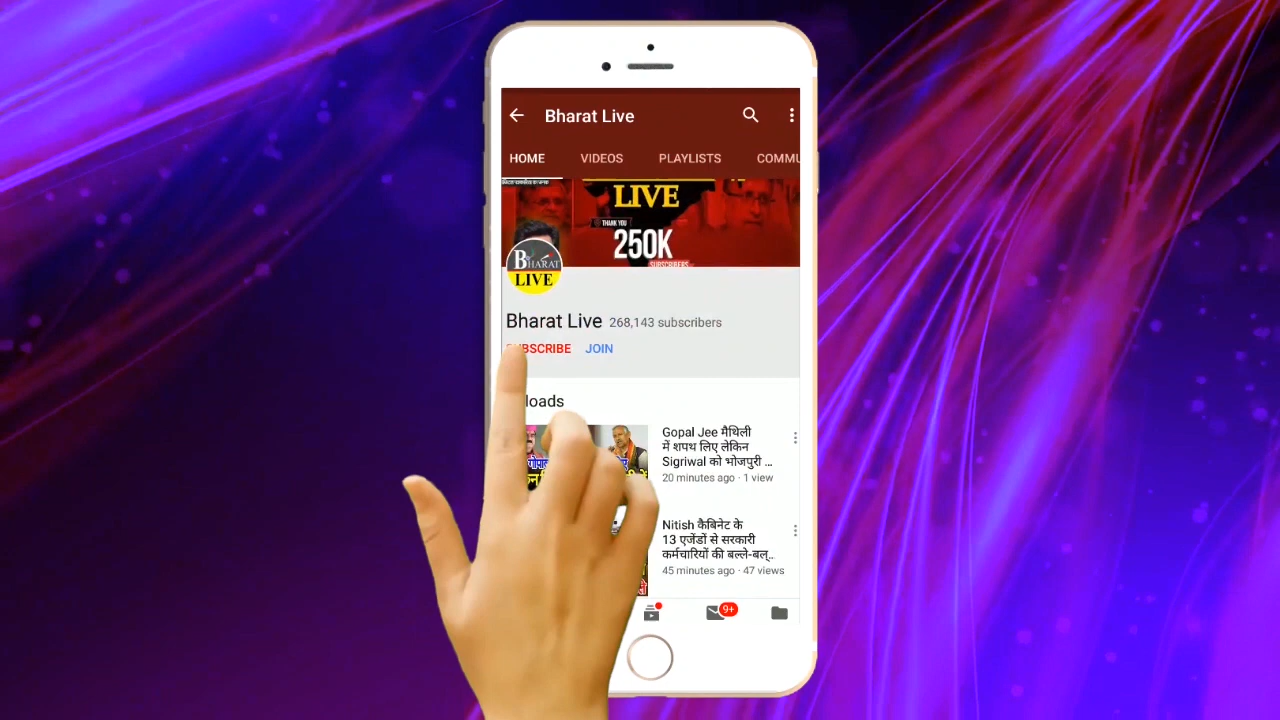 Bharat Live
HOME VIDEOS PLAYLISTS COMMU
LIVE
THANK YOU
250K
SUBSCRIBERS
BHARAT
LIVE
Bharat Live 268,143 subscribers
UBSCRIBE JOIN
loads
Gopal Jee मैथिली
में शपथ लिए लेकिन
Sigriwal को भोजपुरी ...
20 minutes ago · 1 view
Nitish कैबिनेट के
13 एजेंडों से सरकारी
कर्मचारियों की बल्ले-बल्..
45 minutes ago · 47 views
9+